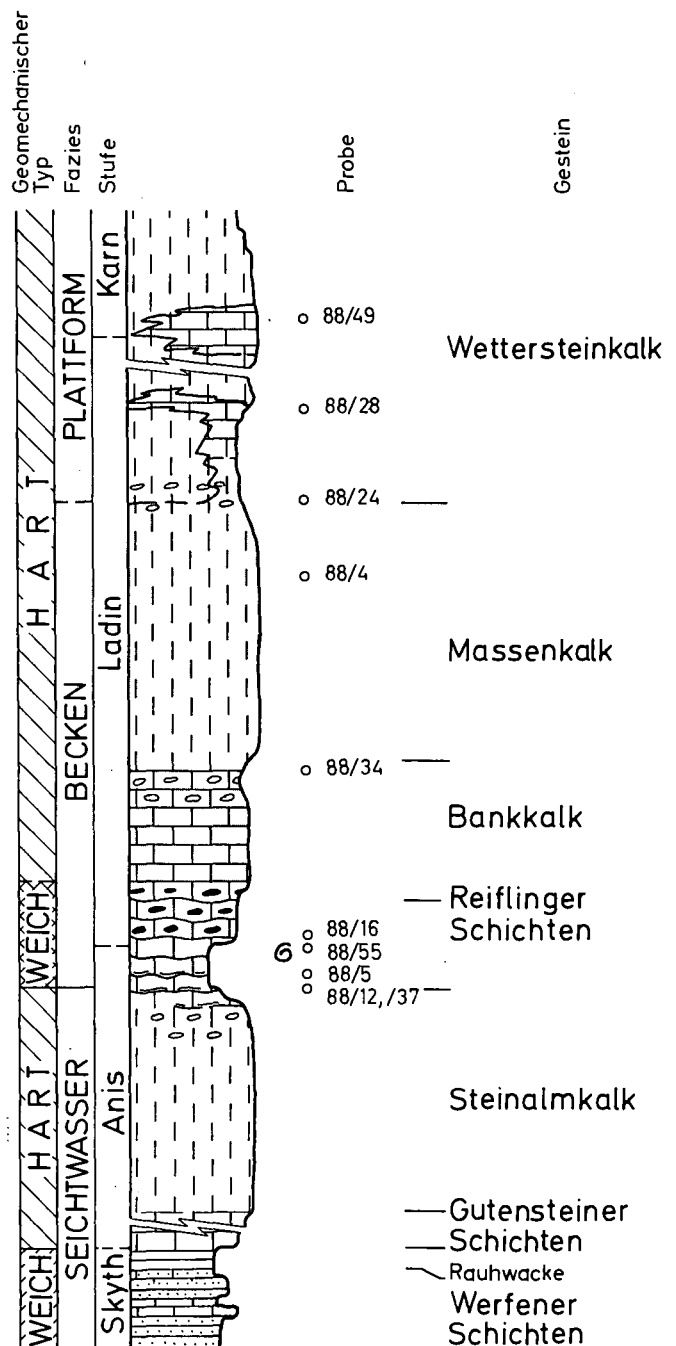 Geomechanischer
Typ
Fazies
Stufe
Probe
Gestein
HART
WEICH
HART
WEICH
PLATTFORM
BECKEN
SEICHTWASSER
Karn
Ladin
Anis
Skyth
88/49
88/28
88/24
88/4
88/34
88/16
88/55
88/5
88/12,/37
Wettersteinkalk
Massenkalk
Bankkalk
Reiflinger
Schichten
Steinalmkalk
Gutensteiner
Schichten
Rauhwacke
Werfener
Schichten